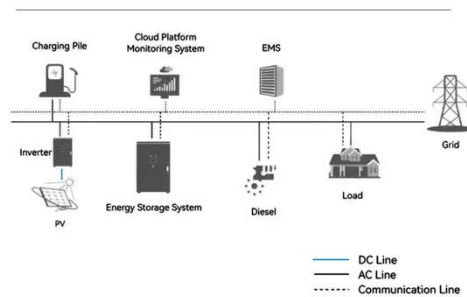 Charging Pile
Cloud Platform
Monitoring System
EMS
Inverter
Grid
PV
Energy Storage System
Diesel
Load
DC Line
AC Line
Communication Line